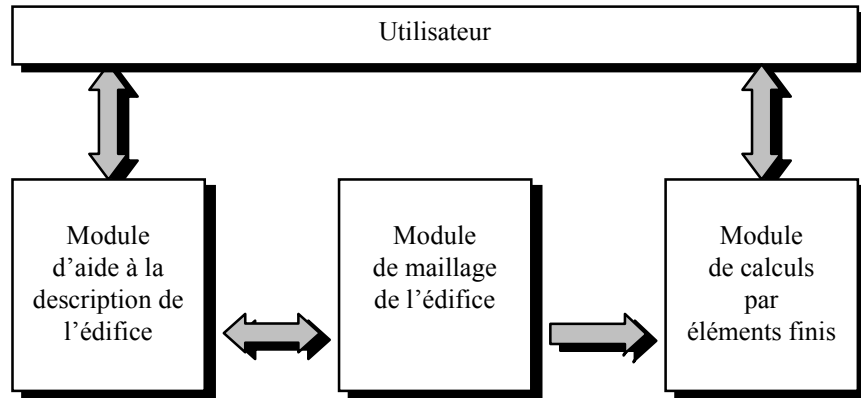 Utilisateur
Module
d’aide à la
description de
l’édifice
Module
de maillage
de l’édifice
Module
de calculs
par
éléments finis